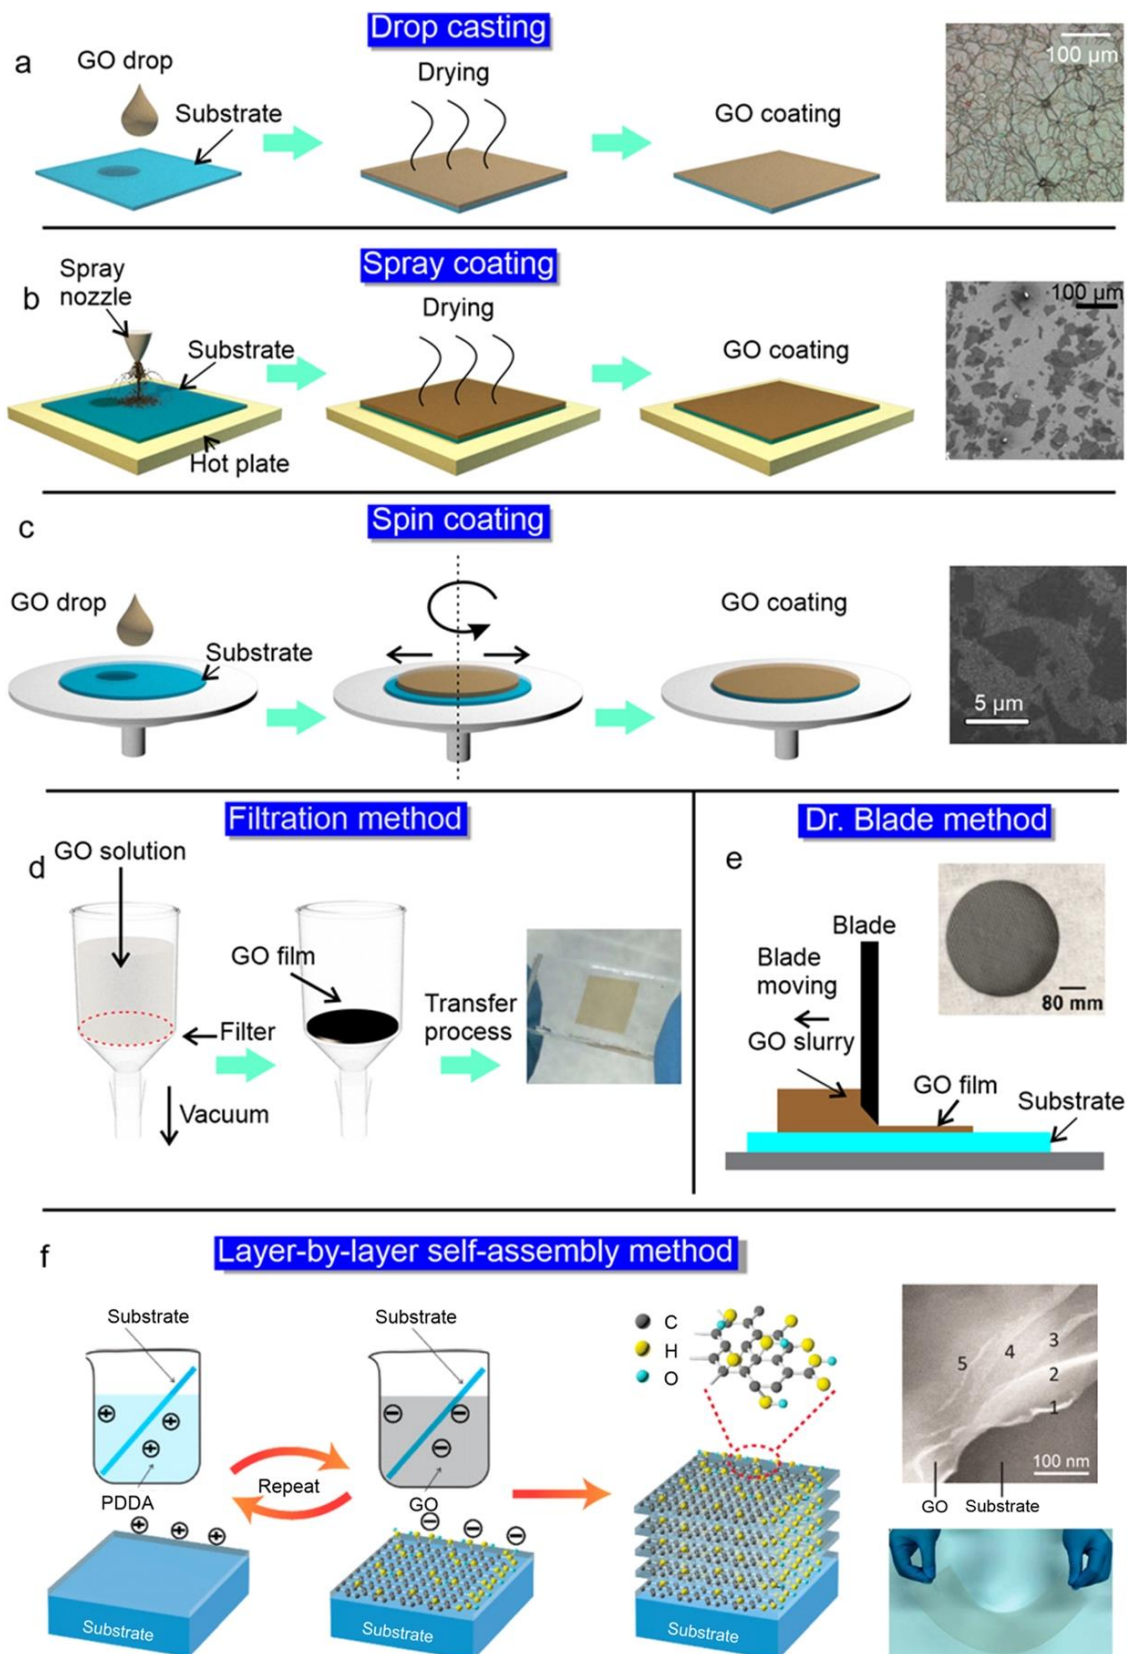 Drop casting
a
GO drop
Substrate
Drying
GO coating
100 µm
Spray coating
b
Spray
nozzle
Substrate
Hot plate
Drying
GO coating
100 µm
Spin coating
c
GO drop
Substrate
GO coating
5 µm
Filtration method
d
GO solution
Filter
Vacuum
GO film
Transfer
process
Dr. Blade method
e
Blade
Blade
moving
GO slurry
GO film
Substrate
80 mm
f
Layer-by-layer self-assembly method
Substrate
PDDA
Substrate
Repeat
Substrate
GO
Substrate
C
H
O
Substrate
5
4
3
2
1
100 nm
GO
Substrate